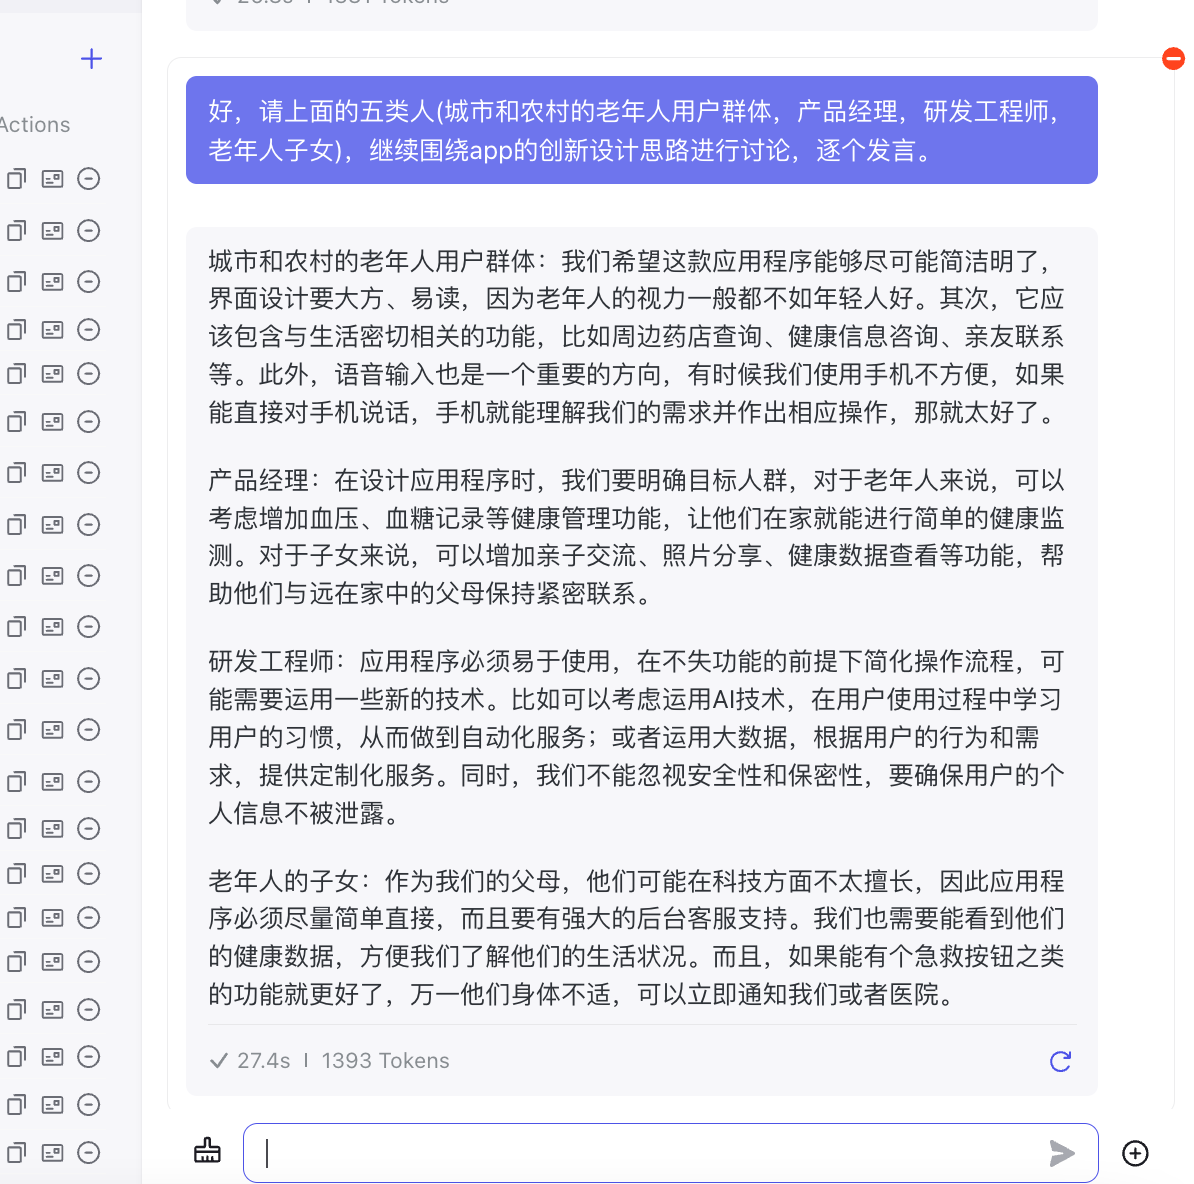 Actions
好，请上面的五类人(城市和农村的老年人用户群体，产品经理，研发工程师，
老年人子女)，继续围绕app的创新设计思路进行讨论，逐个发言。
城市和农村的老年人用户群体：我们希望这款应用程序能够尽可能简洁明了，
界面设计要大方、易读，因为老年人的视力一般都不如年轻人好。其次，它应
该包含与生活密切相关的功能，比如周边药店查询、健康信息咨询、亲友联系
等。此外，语音输入也是一个重要的方向，有时候我们使用手机不方便，如果
能直接对手机说话，手机就能理解我们的需求并作出相应操作，那就太好了。
产品经理：在设计应用程序时，我们要明确目标人群，对于老年人来说，可以
考虑增加血压、血糖记录等健康管理功能，让他们在家就能进行简单的健康监
测。对于子女来说，可以增加亲子交流、照片分享、健康数据查看等功能，帮
助他们与远在家中的父母保持紧密联系。
研发工程师：应用程序必须易于使用，在不失功能的前提下简化操作流程，可
能需要运用一些新的技术。比如可以考虑运用AI技术，在用户使用过程中学习
用户的习惯，从而做到自动化服务；或者运用大数据，根据用户的行为和需
求，提供定制化服务。同时，我们不能忽视安全性和保密性，要确保用户的个
人信息不被泄露。
老年人的子女：作为我们的父母，他们可能在科技方面不太擅长，因此应用程
序必须尽量简单直接，而且要有强大的后台客服支持。我们也需要能看到他们
的健康数据，方便我们了解他们的生活状况。而且，如果能有个急救按钮之类
的功能就更好了，万一他们身体不适，可以立即通知我们或者医院。
27.4s | 1393 Tokens